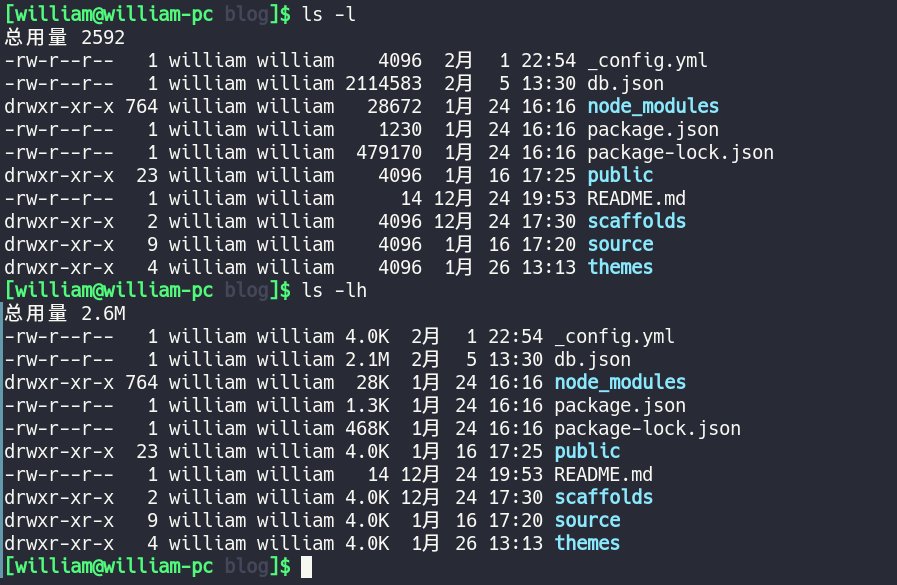 [william@william-pc blog]$ ls -l
总用量 2592
-rw-r--r--   1 william william    4096  2月   1 22:54 _config.yml
-rw-r--r--   1 william william 2114583  2月   5 13:30 db.json
drwxr-xr-x 764 william william   28672  1月  24 16:16 node_modules
-rw-r--r--   1 william william    1230  1月  24 16:16 package.json
-rw-r--r--   1 william william  479170  1月  24 16:16 package-lock.json
drwxr-xr-x  23 william william    4096  1月  16 17:25 public
-rw-r--r--   1 william william      14 12月  24 19:53 README.md
drwxr-xr-x   2 william william    4096 12月  24 17:30 scaffolds
drwxr-xr-x   9 william william    4096  1月  16 17:20 source
drwxr-xr-x   4 william william    4096  1月  26 13:13 themes
[william@william-pc blog]$ ls -lh
总用量 2.6M
-rw-r--r--   1 william william 4.0K  2月   1 22:54 _config.yml
-rw-r--r--   1 william william 2.1M  2月   5 13:30 db.json
drwxr-xr-x 764 william william  28K  1月  24 16:16 node_modules
-rw-r--r--   1 william william 1.3K  1月  24 16:16 package.json
-rw-r--r--   1 william william 468K  1月  24 16:16 package-lock.json
drwxr-xr-x  23 william william 4.0K  1月  16 17:25 public
-rw-r--r--   1 william william   14 12月  24 19:53 README.md
drwxr-xr-x   2 william william 4.0K 12月  24 17:30 scaffolds
drwxr-xr-x   9 william william 4.0K  1月  16 17:20 source
drwxr-xr-x   4 william william 4.0K  1月  26 13:13 themes
[william@william-pc blog]$